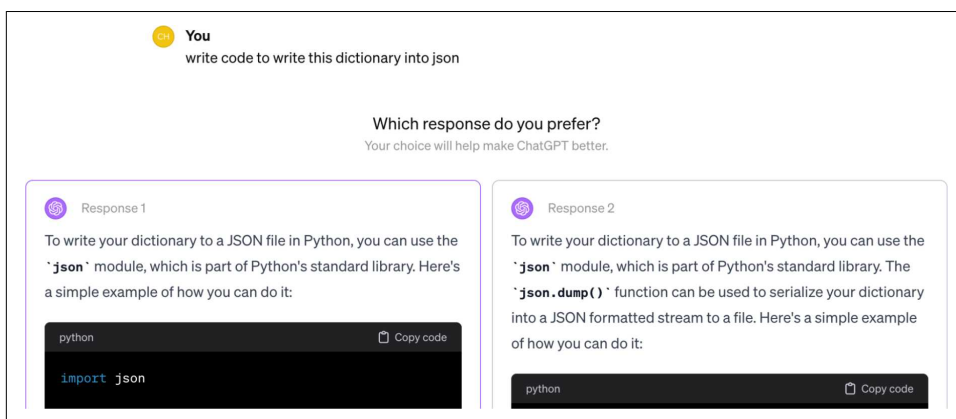 CH
You
write code to write this dictionary into json
Which response do you prefer?
Your choice will help make ChatGPT better.
Response 1
To write your dictionary to a JSON file in Python, you can use the
`json` module, which is part of Python's standard library. Here's
a simple example of how you can do it:
python
Copy code
import json
Response 2
To write your dictionary to a JSON file in Python, you can use the
`json` module, which is part of Python's standard library. The
`json.dump()` function can be used to serialize your dictionary
into a JSON formatted stream to a file. Here's a simple example
of how you can do it:
python
Copy code